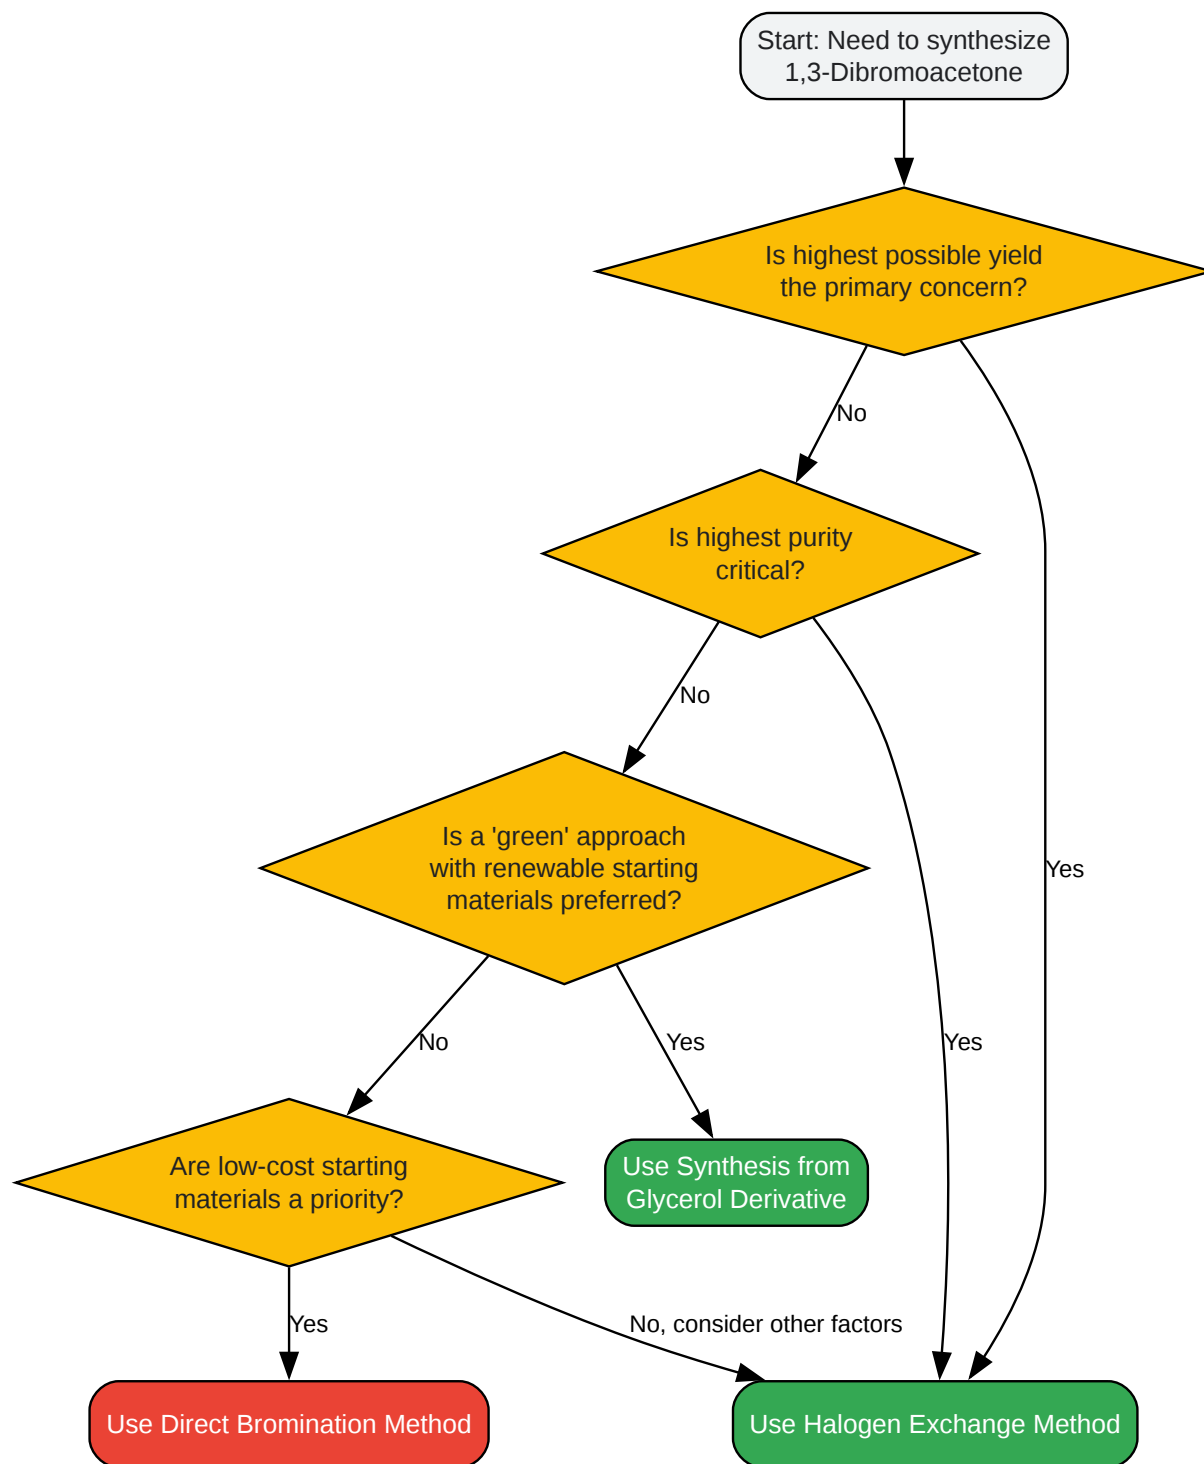 Start: Need to synthesize
1,3-Dibromoacetone
Is highest possible yield
the primary concern?
No
Is highest purity
critical?
No
Is a 'green' approach
with renewable starting
materials preferred?
Yes
No
Yes
Yes
Are low-cost starting
materials a priority?
Use Synthesis from
Glycerol Derivative
Yes
No, consider other factors
Use Direct Bromination Method
Use Halogen Exchange Method